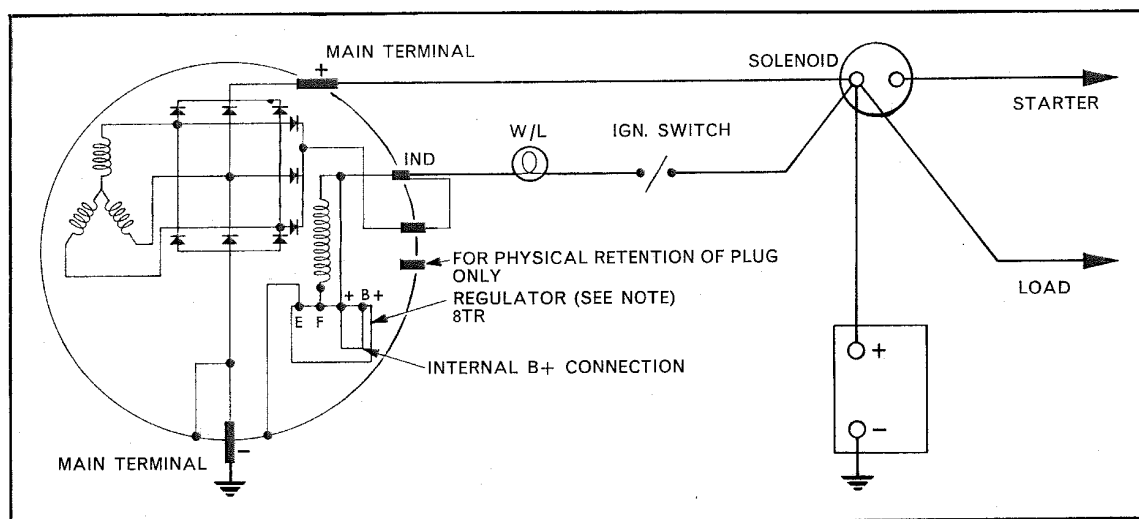 MAIN TERMINAL
+
SOLENOID
STARTER
W/L
IGN. SWITCH
IND
FOR PHYSICAL RETENTION OF PLUG
ONLY
LOAD
+ B+
REGULATOR (SEE NOTE)
E F
8TR
INTERNAL B+ CONNECTION
+
-
MAIN TERMINAL
-